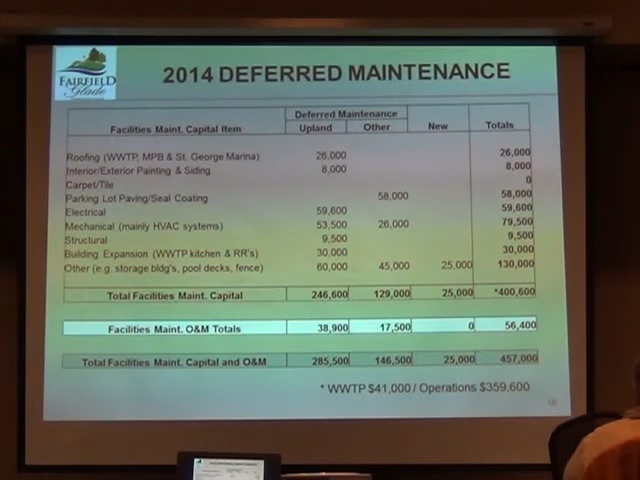 FAIRFIELD
Glade
2014 DEFERRED MAINTENANCE
Deferred Maintenance
Facilities Maint. Capital Item Upland Other New Totals
Roofing (WWTP, MPB & St. George Marina) 26,000 26,000
Interior/Exterior Painting & Siding 8,000 8,000
Carpet/Tile 0
Parking Lot Paving/Seal Coating 58,000 58,000
Electrical 59,600 59,600
Mechanical (mainly HVAC systems) 53,500 26,000 79,500
Structural 9,500 9,500
Building Expansion (WWTP kitchen & RR's) 30,000 30,000
Other (e.g. storage bldg's, pool decks, fence) 60,000 45,000 25,000 130,000
Total Facilities Maint. Capital 246,600 129,000 25,000 *400,600
Facilities Maint. O&M Totals 38,900 17,500 0 56,400
Total Facilities Maint. Capital and O&M 285,500 146,500 25,000 457,000
* WWTP $41,000 / Operations $359,600